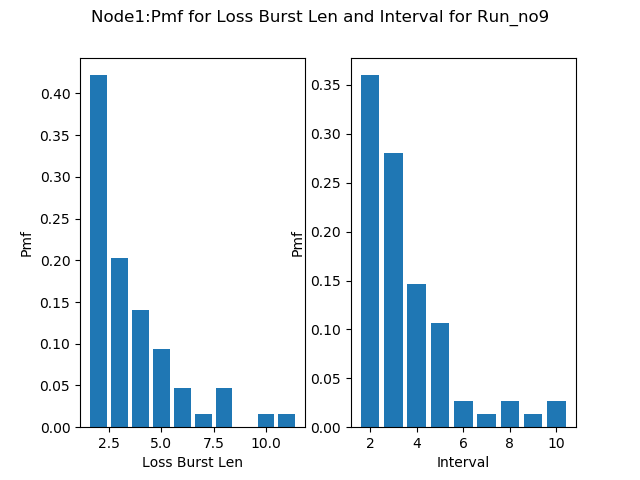 Node1:Pmf for Loss Burst Len and Interval for Run_no9
Pmf
0.40
0.35
0.30
0.25
0.20
0.15
0.10
0.05
0.00
2.5 5.0 7.5 10.0
Loss Burst Len
Pmf
0.35
0.30
0.25
0.20
0.15
0.10
0.05
0.00
2 4 6 8 10
Interval